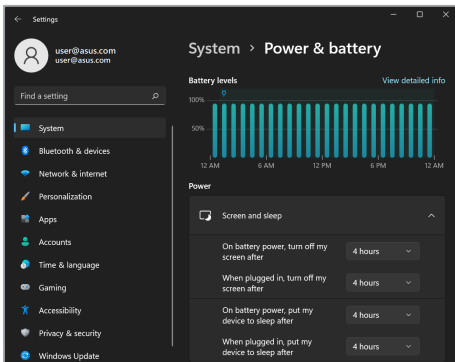 Settings
user@asus.com
user@asus.com
Find a setting
System
Bluetooth & devices
Network & internet
Personalization
Apps
Accounts
Time & language
Gaming
Accessibility
Privacy & security
Windows Update
System > Power & battery
Battery levels
View detailed info
100%
50%
12 AM 6 AM 12 PM 6 PM 12 AM
Power
Screen and sleep
On battery power, turn off my
screen after
4 hours
When plugged in, turn off my
screen after
4 hours
On battery power, put my
device to sleep after
4 hours
When plugged in, put my
device to sleep after
4 hours